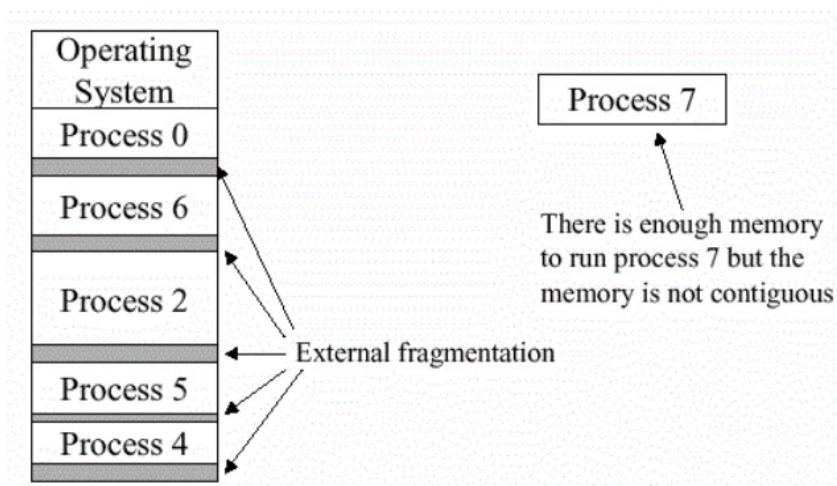 Operating
System
Process 0
Process 6
Process 2
Process 5
Process 4
External fragmentation
Process 7
There is enough memory
to run process 7 but the
memory is not contiguous